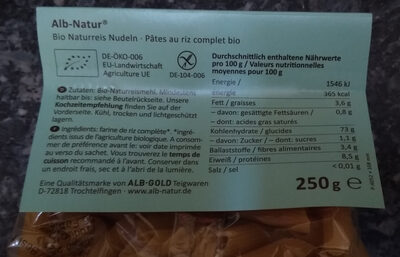 Alb-Natur®
Bio Naturreis Nudeln · Pâtes au riz complet bio
DE-ÖKO-006
EU-Landwirtschaft
Agriculture UE
DE-104-006
Zutaten: Bio-Naturreismehl. Mindestens
haltbar bis: siehe Beutelrückseite. Unsere
Kochzeitempfehlung finden Sie auf der
Vorderseite. Kühl, trocken und lichtgeschützt
lagern.
Ingrédients: farine de riz complet*. *ingré-
dients issus de l'agriculture biologique. A consom-
mer de préférence avant le: voir date imprimée
au verso du sachet. Vous trouverez le temps de
cuisson recommandé à l'avant. Conserver dans
un endroit frais, sec et à l'abri de la lumière.
Eine Qualitätsmarke von ALB-GOLD Teigwaren
D-72818 Trochtelfingen · www.alb-natur.de
Durchschnittlich enthaltene Nährwerte
pro 100 g / Valeurs nutritionnelles
moyennes pour 100 g
Energie / 1546 kJ
Energie 365 kcal
Fett / graisses 3,6 g
– davon: gesättigte Fettsäuren / 0,8 g
– dont: acides gras saturés
Kohlenhydrate / glucides 73 g
– davon: Zucker / – dont: sucres 1,1 g
Ballaststoffe / fibres alimentaires 3,4 g
Eiweiß / protéines 8,5 g
Salz / sel < 0,01 g
250 g ℮